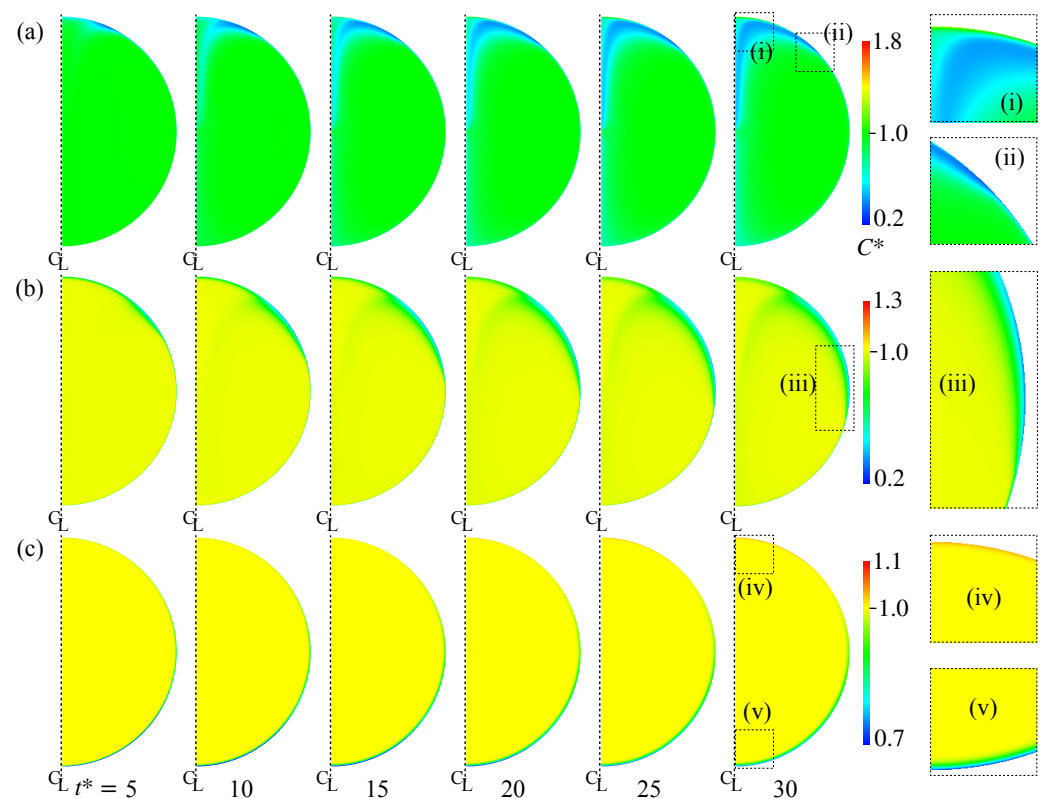 (a)
(i)
(ii)
1.8
1.0
0.2
C*
(i)
(ii)
CL CL CL CL CL CL
(b)
(iii)
1.3
1.0
0.2
(iii)
CL CL CL CL CL CL
(c)
(iv)
(v)
1.1
1.0
0.7
(iv)
(v)
CL CL CL CL CL CL
t* = 5 10 15 20 25 30